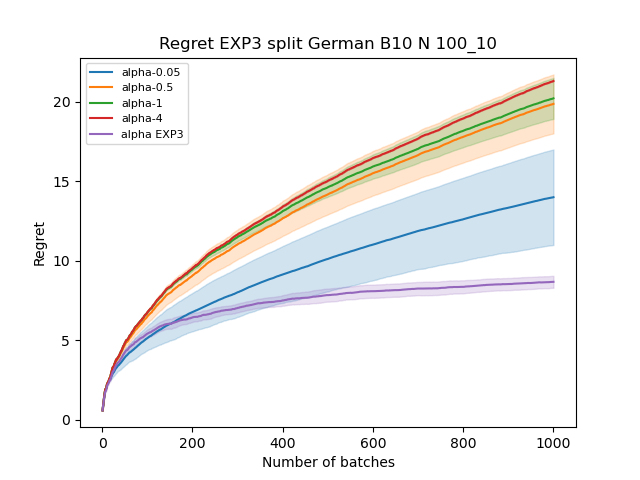 Regret EXP3 split German B10 N 100_10
alpha-0.05
alpha-0.5
alpha-1
alpha-4
alpha EXP3
20
15
10
5
0
Regret
0 200 400 600 800 1000
Number of batches